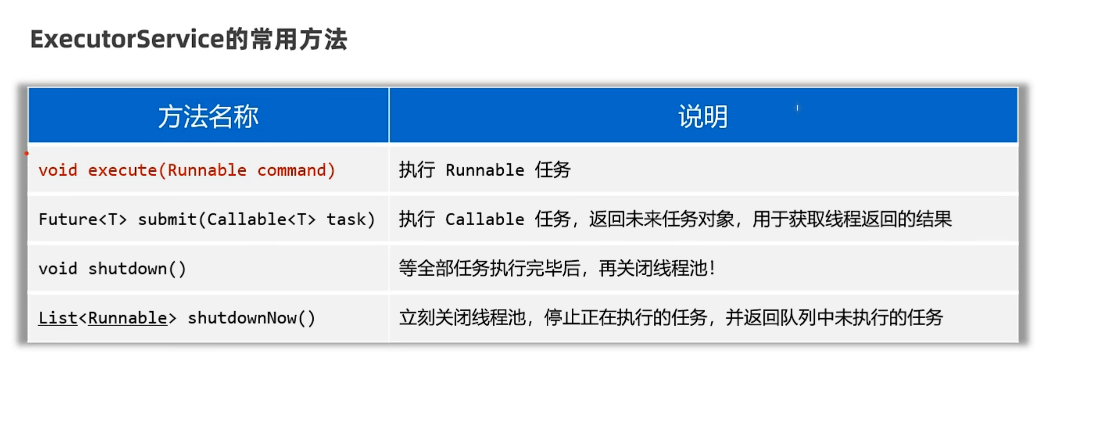 ExecutorService的常用方法
方法名称 说明
void execute(Runnable command) 执行 Runnable 任务
Future<T> submit(Callable<T> task) 执行 Callable 任务，返回未来任务对象，用于获取线程返回的结果
void shutdown() 等全部任务执行完毕后，再关闭线程池！
List<Runnable> shutdownNow() 立刻关闭线程池，停止正在执行的任务，并返回队列中未执行的任务